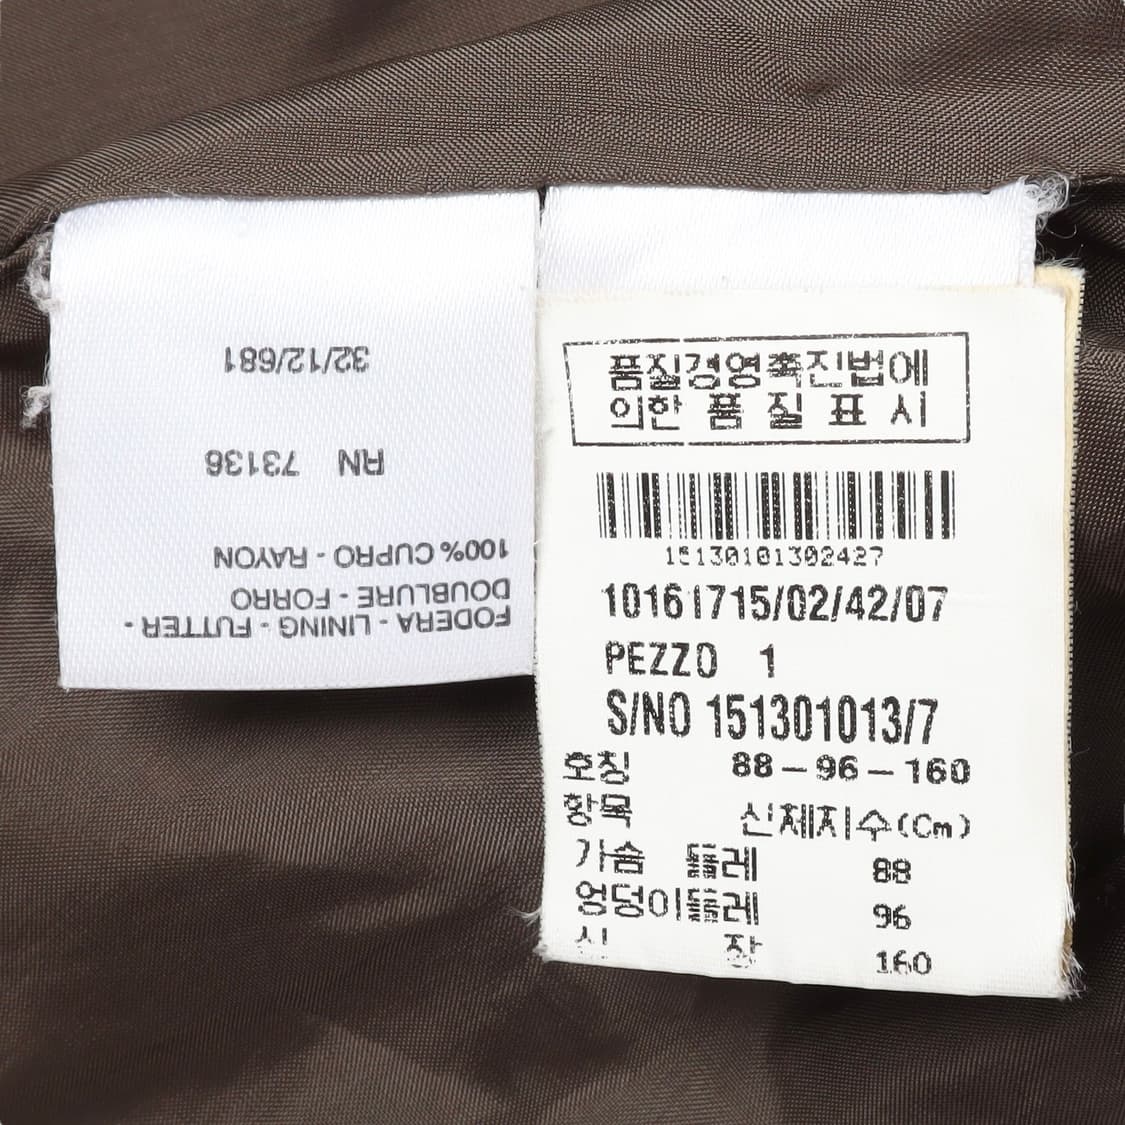 FODERA - LINING - FUTTER -
DOUBLURE - FORRO
100% CUPRO - RAYON
RN 73136
32/12/681
품질경영촉진법에
의한 품질표시
15130101302427
10161715/02/42/07
PEZZO 1
S/NO 151301013/7
호칭 88-96-160
항목 신체지수(Cm)
가슴 둘레 88
엉덩이둘레 96
신 장 160